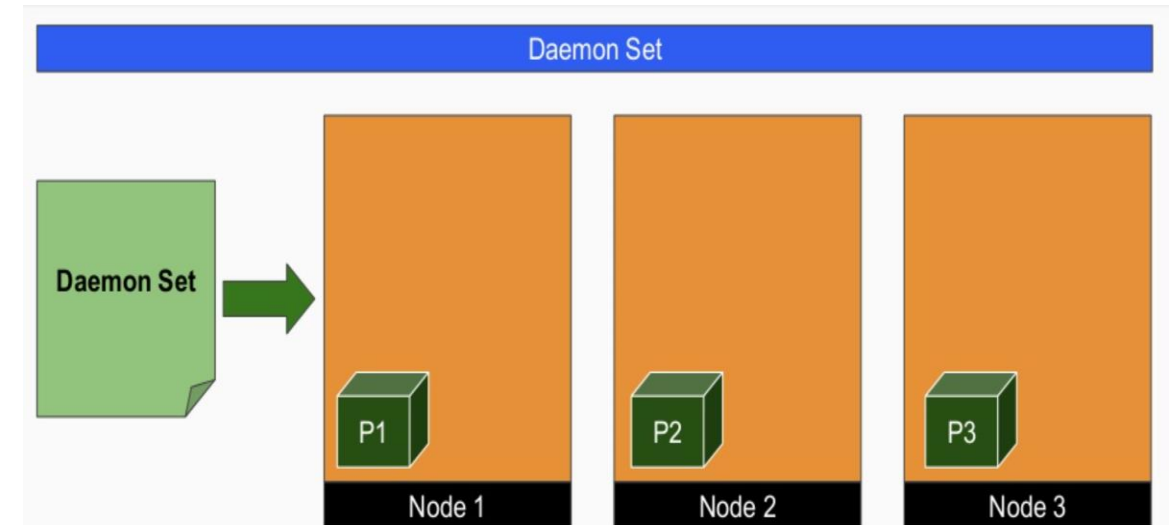 Daemon Set
Daemon Set
P1
P2
P3
Node 1
Node 2
Node 3